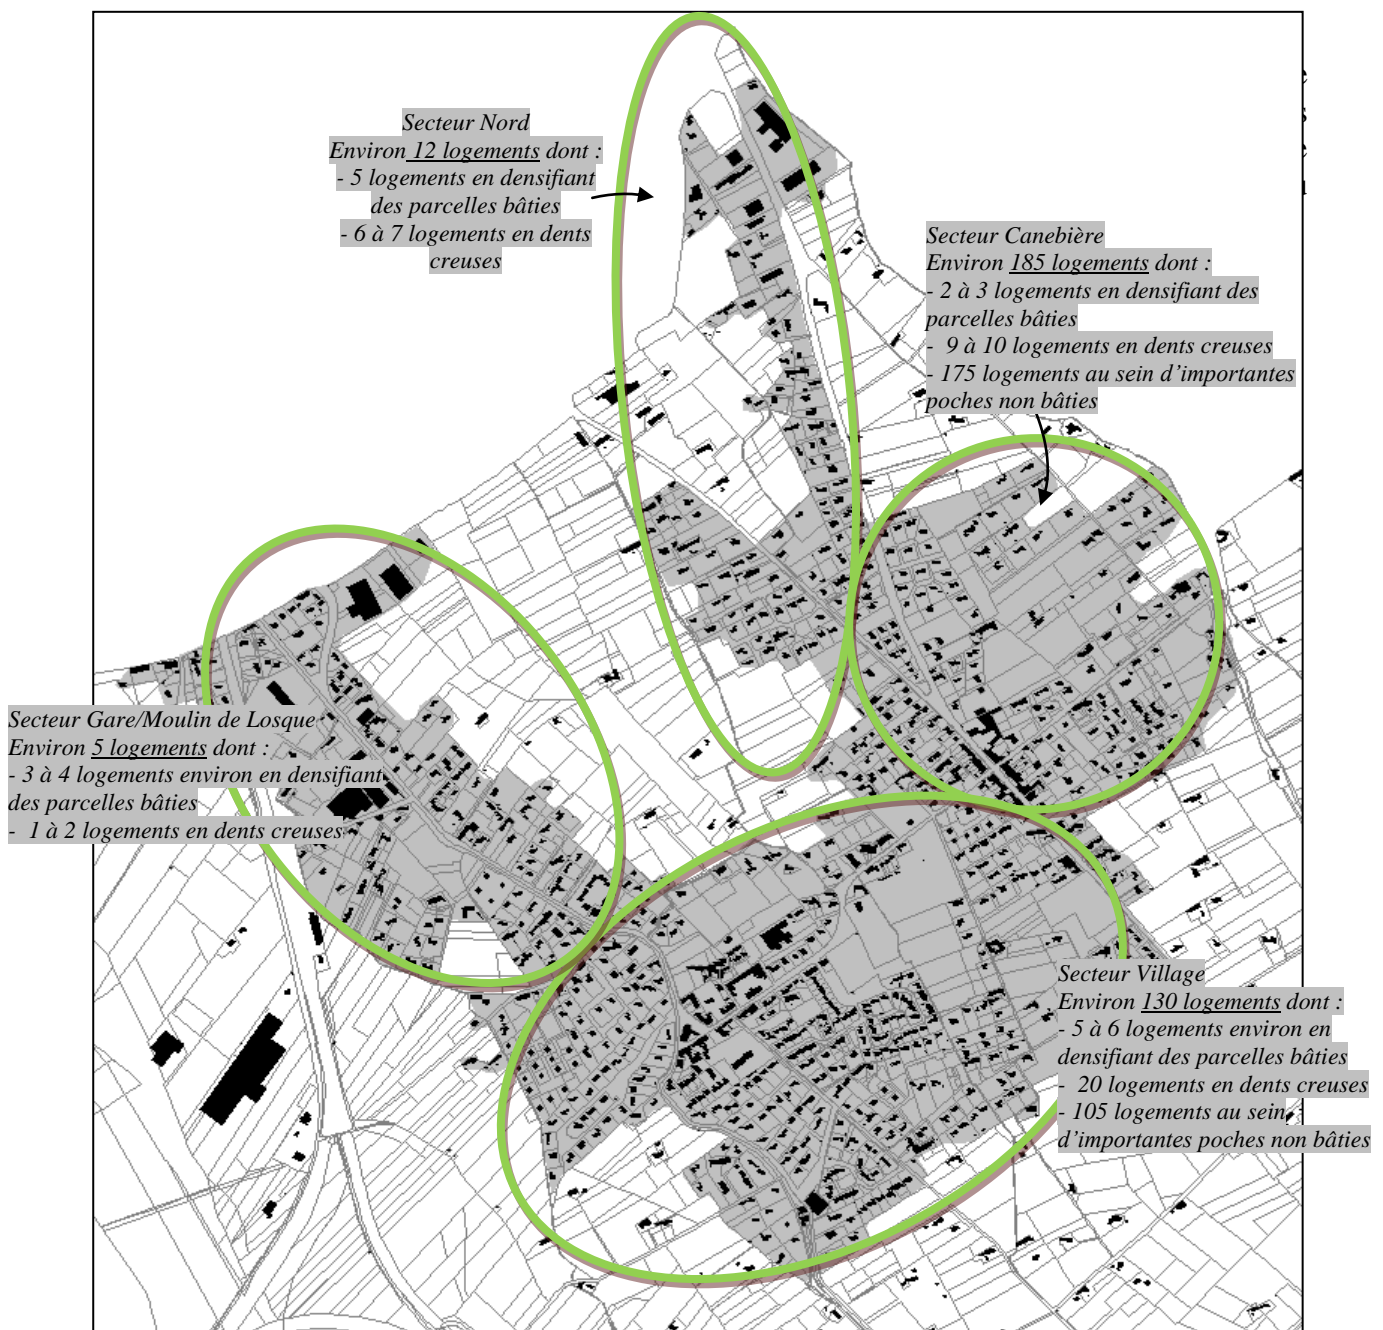 Secteur Nord
Environ 12 logements dont :
- 5 logements en densifiant
des parcelles bâties
- 6 à 7 logements en dents
creuses
Secteur Canebière
Environ 185 logements dont :
- 2 à 3 logements en densifiant des
parcelles bâties
- 9 à 10 logements en dents creuses
- 175 logements au sein d’importantes
poches non bâties
Secteur Gare/Moulin de Losque
Environ 5 logements dont :
- 3 à 4 logements environ en densifiant
des parcelles bâties
- 1 à 2 logements en dents creuses
Secteur Village
Environ 130 logements dont :
- 5 à 6 logements environ en
densifiant des parcelles bâties
- 20 logements en dents creuses
- 105 logements au sein
d’importantes poches non bâties